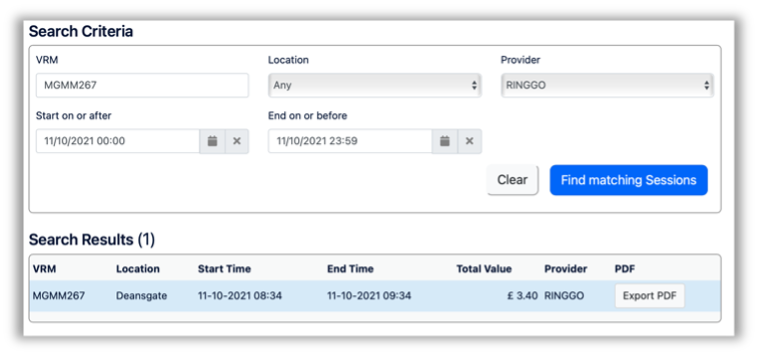 Search Criteria
VRM Location Provider
MGMM267 Any RINGGO
Start on or after End on or before
11/10/2021 00:00 11/10/2021 23:59
Clear Find matching Sessions
Search Results (1)
VRM Location Start Time End Time Total Value Provider PDF
MGMM267 Deansgate 11-10-2021 08:34 11-10-2021 09:34 £ 3.40 RINGGO Export PDF